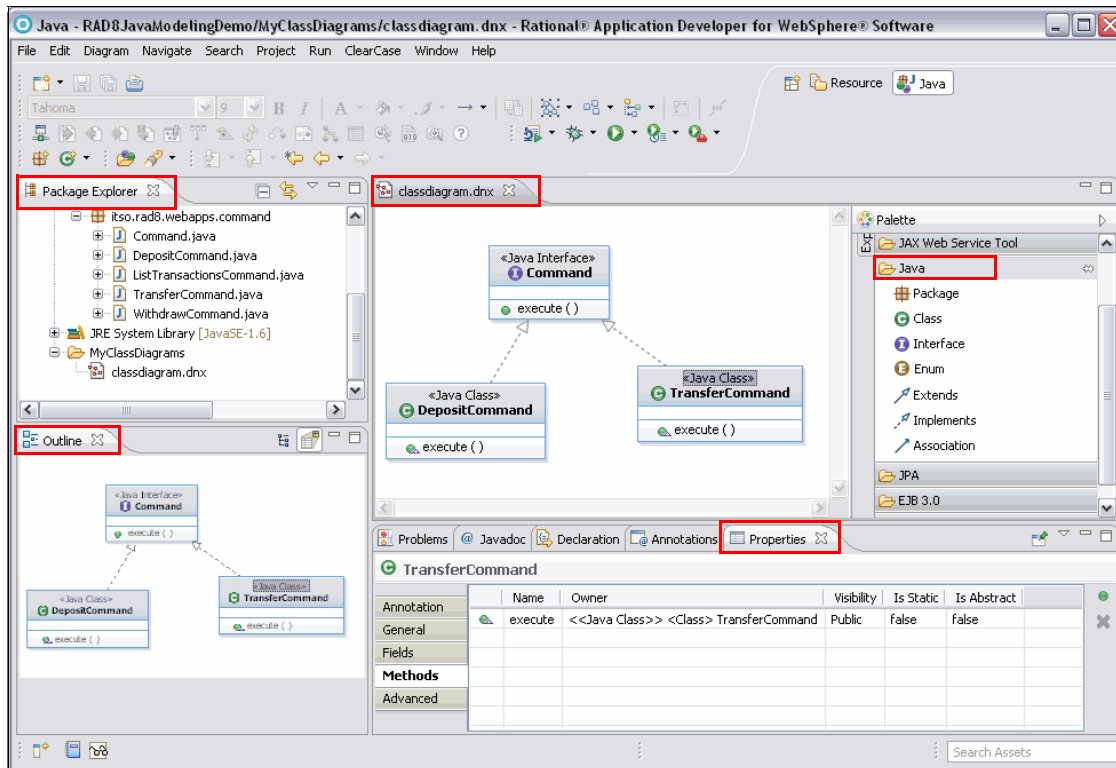 Java - RAD8JavaModelingDemo/MyClassDiagrams/classdiagram.dnx - Rational® Application Developer for WebSphere® Software
File Edit Diagram Navigate Search Project Run ClearCase Window Help
Resource Java
Tahoma 9 B I A
Package Explorer
itso.rad8.webapps.command
Command.java
DepositCommand.java
ListTransactionsCommand.java
TransferCommand.java
WithdrawCommand.java
JRE System Library [JavaSE-1.6]
MyClassDiagrams
classdiagram.dnx
Outline
«Java Interface»
Command
execute ( )
«Java Class»
DepositCommand
execute ( )
«Java Class»
TransferCommand
execute ( )
classdiagram.dnx
«Java Interface»
Command
execute ( )
«Java Class»
DepositCommand
execute ( )
«Java Class»
TransferCommand
execute ( )
Palette
JAX Web Service Tool
Java
Package
Class
Interface
Enum
Extends
Implements
Association
JPA
EJB 3.0
Problems @ Javadoc Declaration Annotations Properties
TransferCommand
Annotation
General
Fields
Methods
Advanced
Name Owner Visibility Is Static Is Abstract
execute <<Java Class>> <Class> TransferCommand Public false false
Search Assets